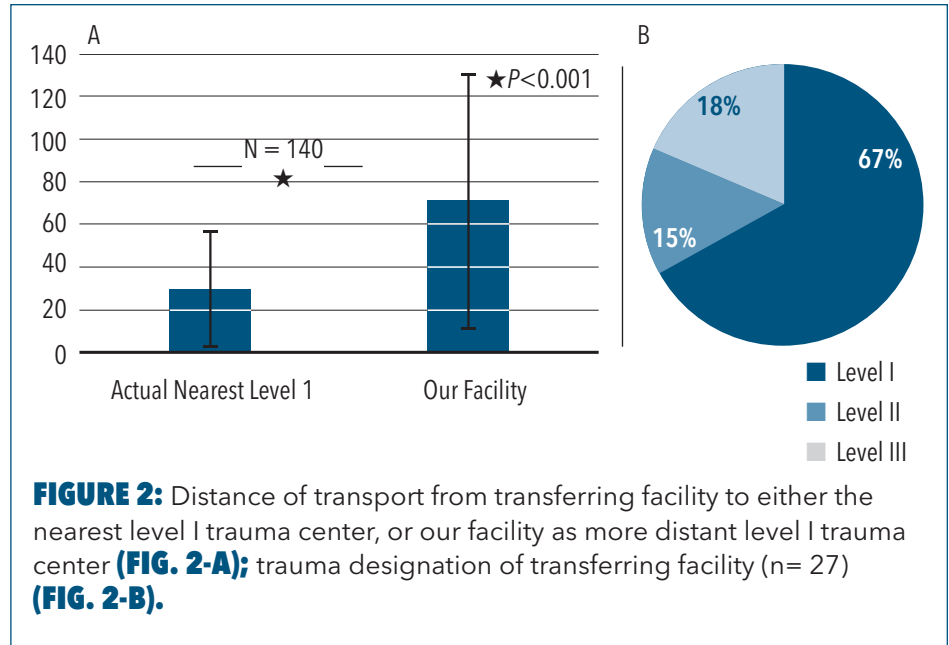 A
140
120
100
80
60
40
20
0
★P<0.001
N = 140
★
Actual Nearest Level 1
Our Facility
B
18%
67%
15%
Level I
Level II
Level III
FIGURE 2: Distance of transport from transferring facility to either the
nearest level I trauma center, or our facility as more distant level I trauma
center (FIG. 2-A); trauma designation of transferring facility (n= 27)
(FIG. 2-B).